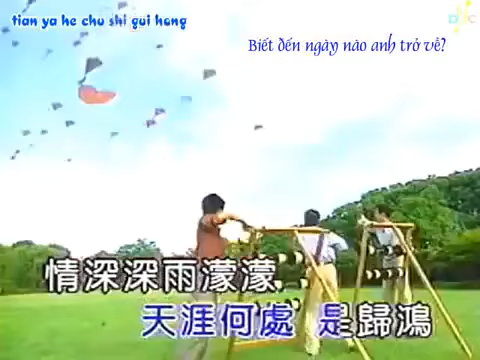 tian ya he chu shi gui hong
Biết đến ngày nào anh trở về?
情深深雨濛濛
天涯何處 是歸鴻